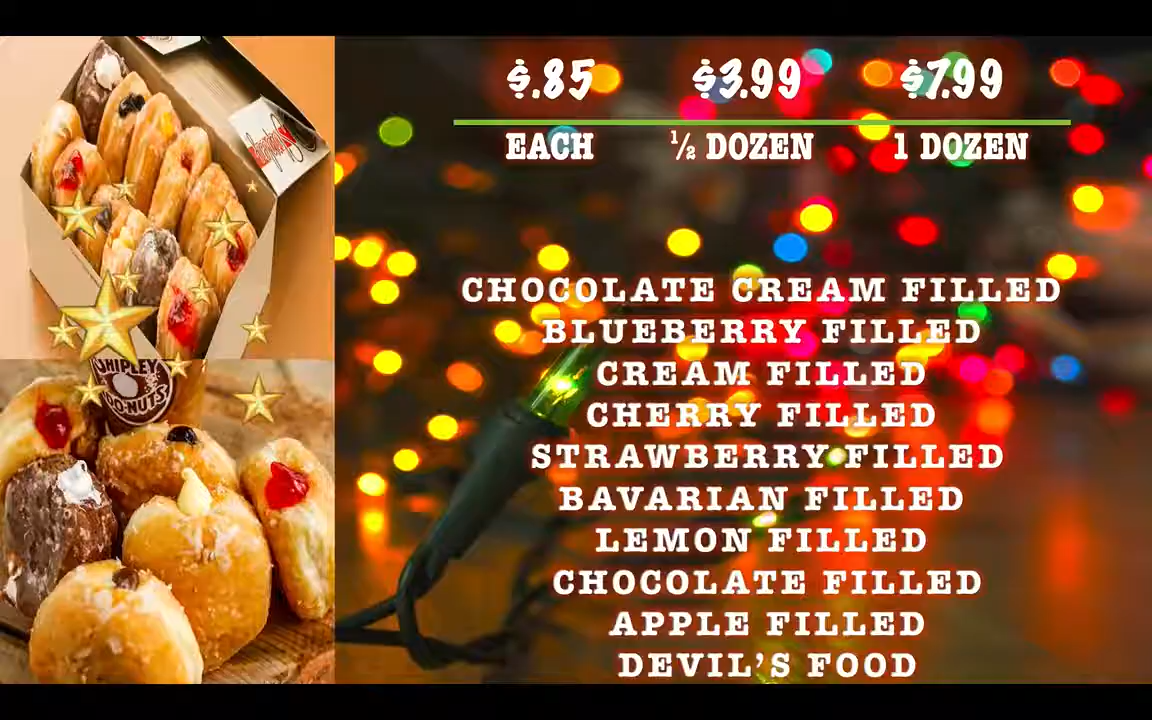 $.85 $3.99 $7.99
EACH ½ DOZEN 1 DOZEN
CHOCOLATE CREAM FILLED
BLUEBERRY FILLED
CREAM FILLED
CHERRY FILLED
STRAWBERRY FILLED
BAVARIAN FILLED
LEMON FILLED
CHOCOLATE FILLED
APPLE FILLED
DEVIL'S FOOD
SHIPLEY
DO-NUTS